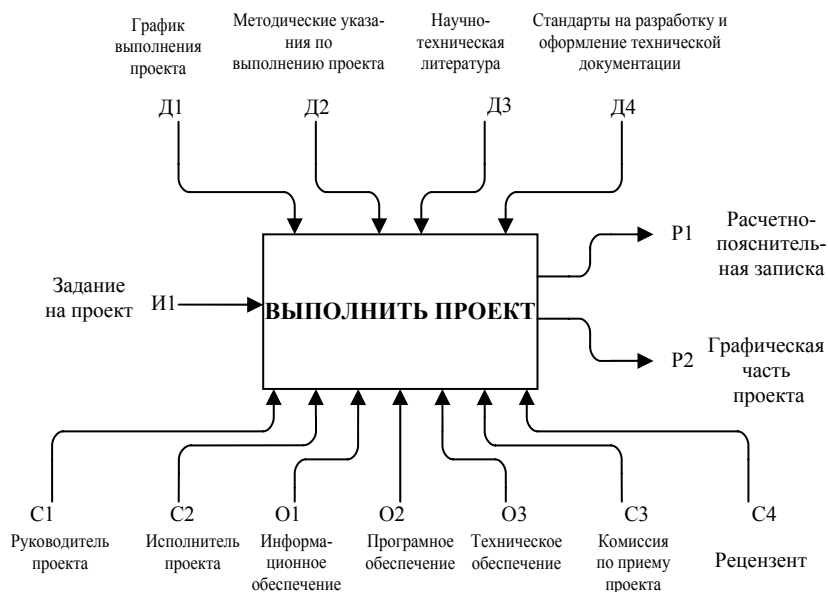 График
выполнения
проекта
Методические указа-
ния по
выполнению проекта
Научно-
техническая
литература
Стандарты на разработку и
оформление технической
документации
Д1
Д2
Д3
Д4
Задание
на проект
И1
ВЫПОЛНИТЬ ПРОЕКТ
Р1
Расчетно-
пояснитель-
ная записка
Р2
Графическая
часть
проекта
С1
Руководитель
проекта
С2
Исполнитель
проекта
О1
Информа-
ционное
обеспечение
О2
Програмное
обеспечение
О3
Техническое
обеспечение
С3
Комиссия
по приему
проекта
С4
Рецензент